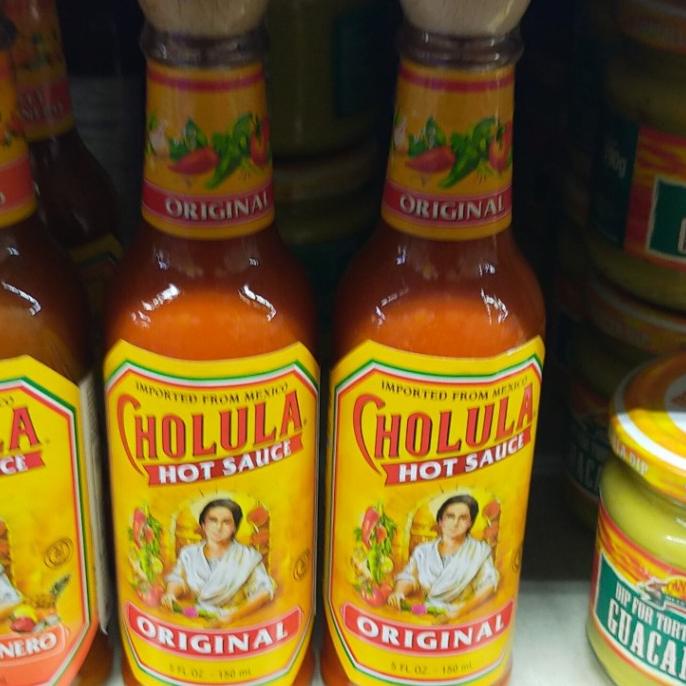 ORIGINAL
IMPORTED FROM MEXICO
CHOLULA
HOT SAUCE
ORIGINAL
5 FL OZ. - 150 mL
ORIGINAL
IMPORTED FROM MEXICO
CHOLULA
HOT SAUCE
ORIGINAL
5 FL OZ. - 150 mL
LA
CE
NERO
DIP FOR TORT
GUACA